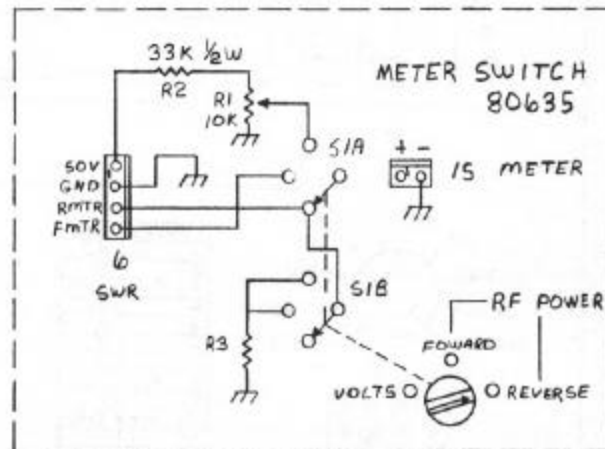 33K ½W
R2
R1
10K
METER SWITCH
80635
S1A
+ -
15 METER
50V
GND
RMTR
FMTR
6
SWR
S1B
R3
RF POWER
FOWARD
VOLTS
REVERSE